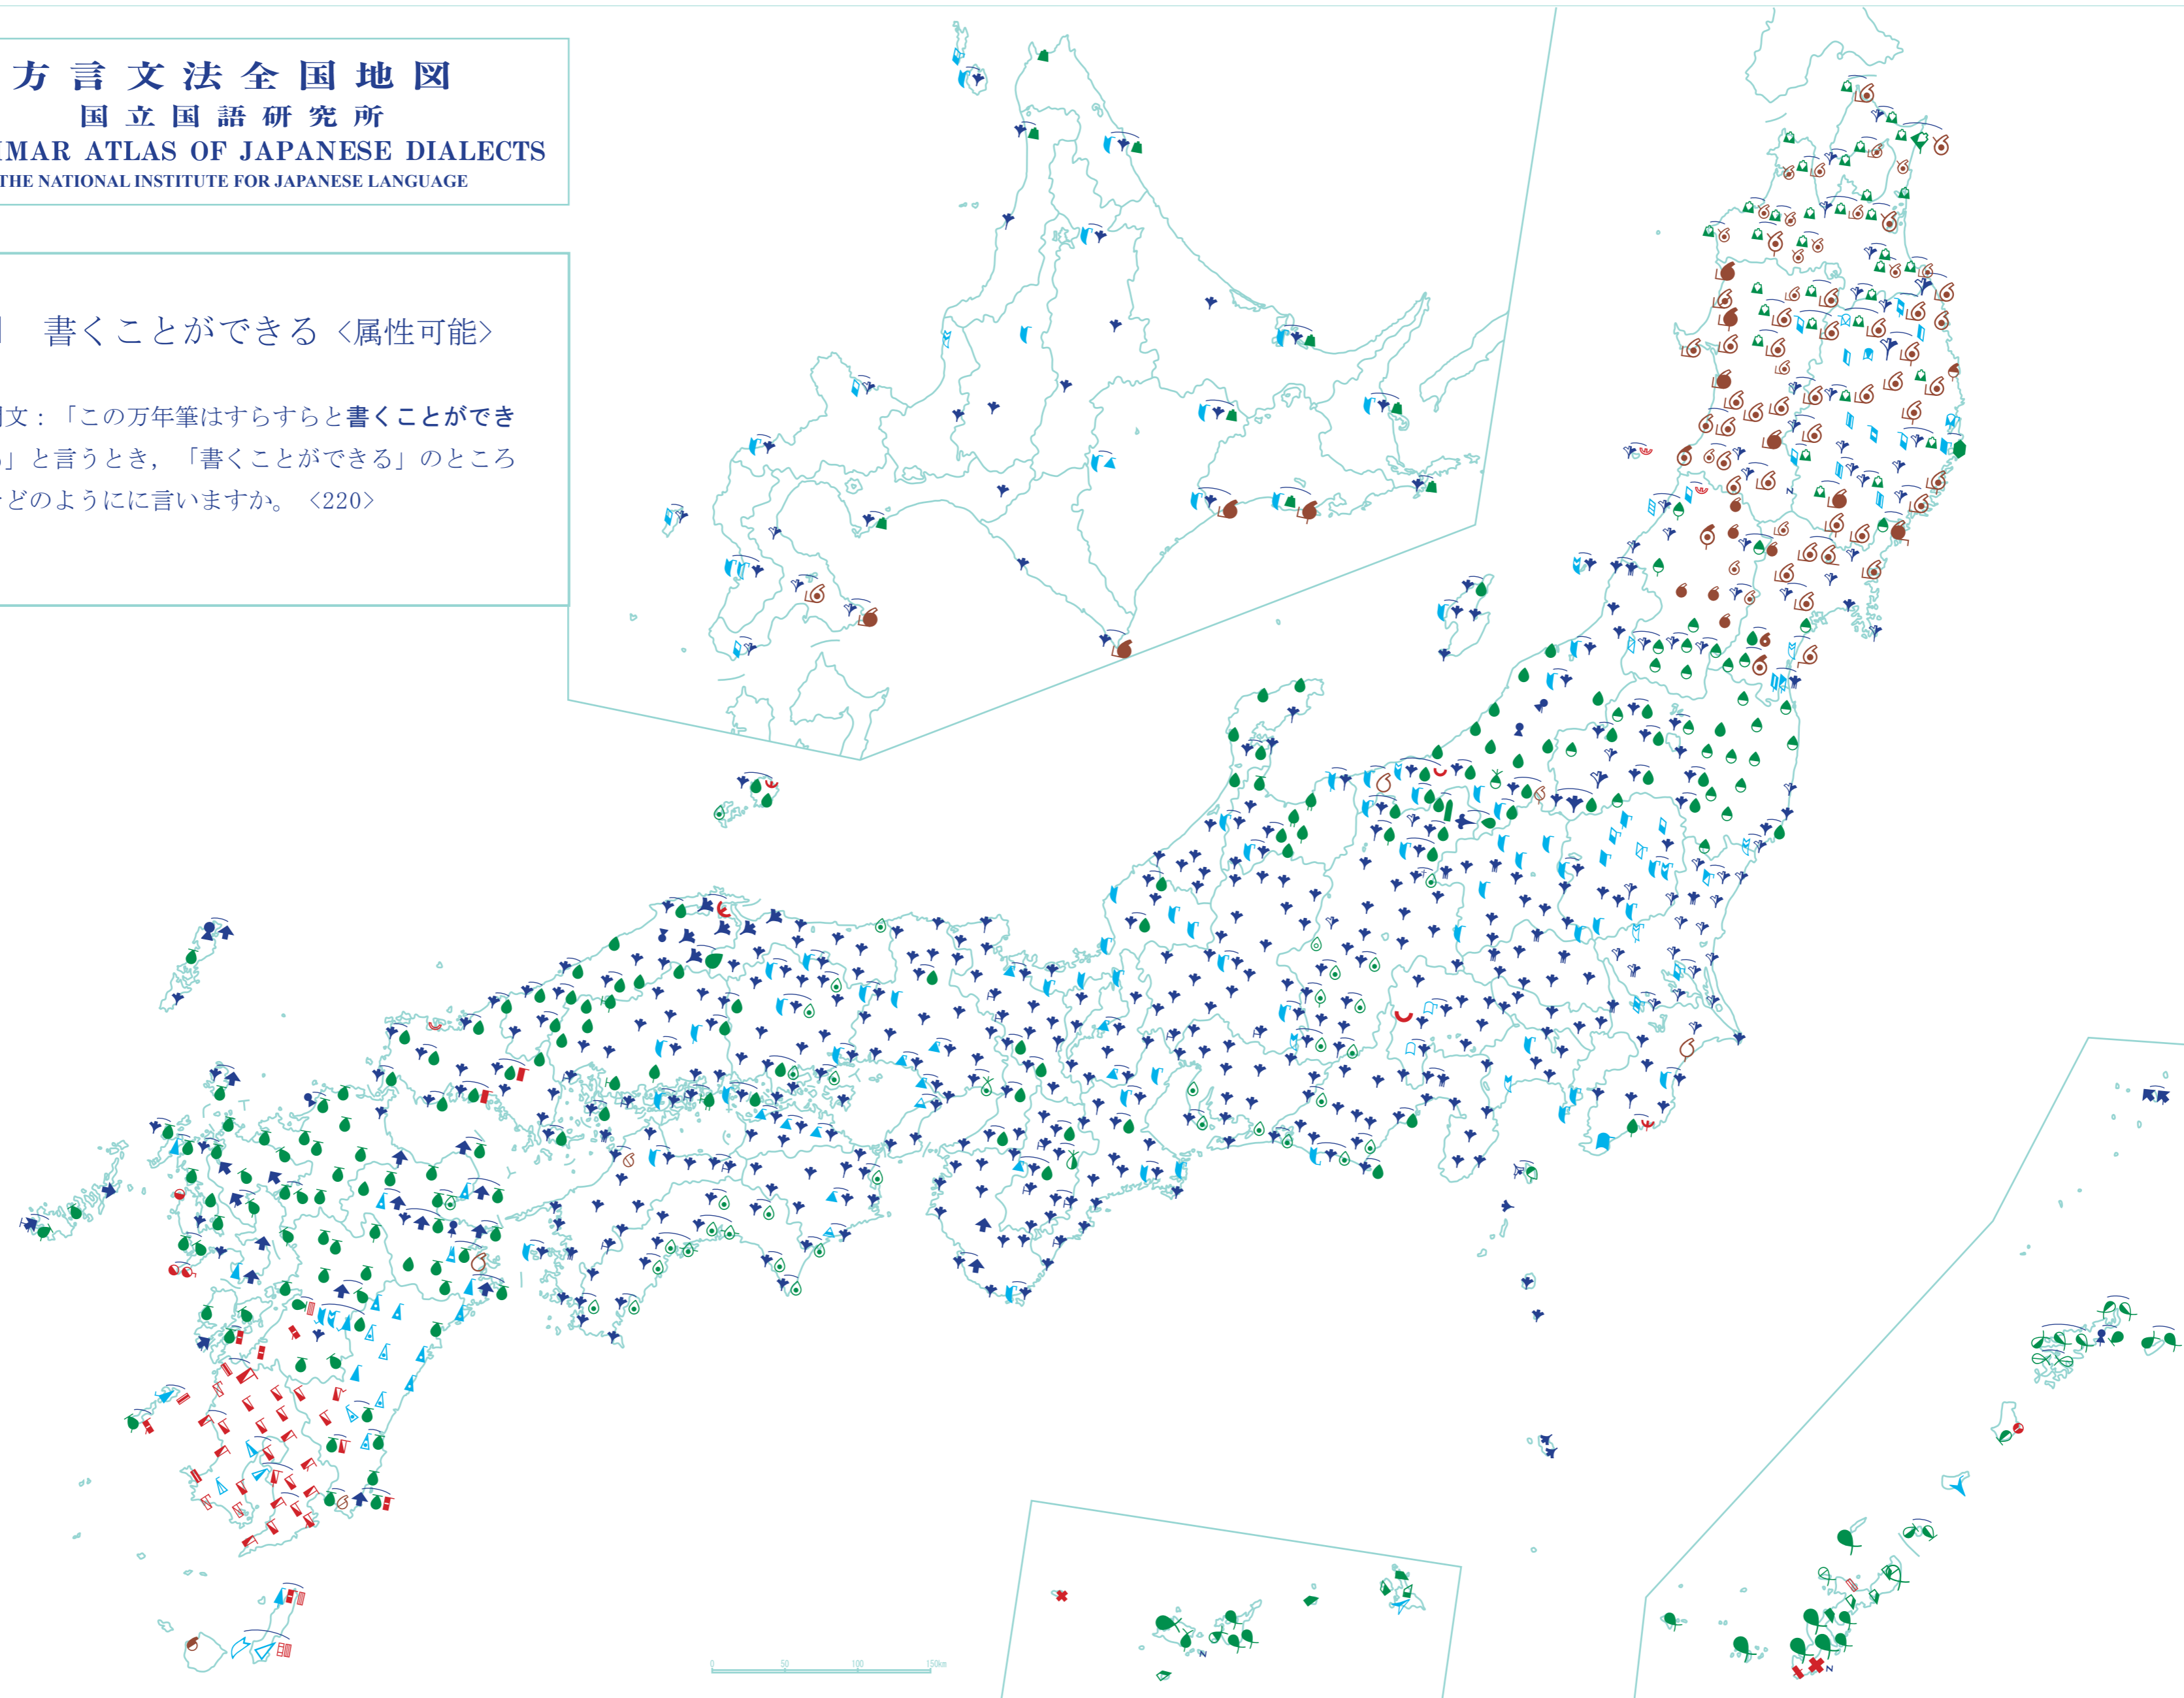 方言文法全国地図
国立国語研究所
MAR ATLAS OF JAPANESE DIALECTS
THE NATIONAL INSTITUTE FOR JAPANESE LANGUAGE
書くことができる〈属性可能〉
文：「この万年筆はすらすらと書くことができ
」と言うとき，「書くことができる」のところ
どのようにに言いますか。〈220〉
0 50 100 150km
N
N
N